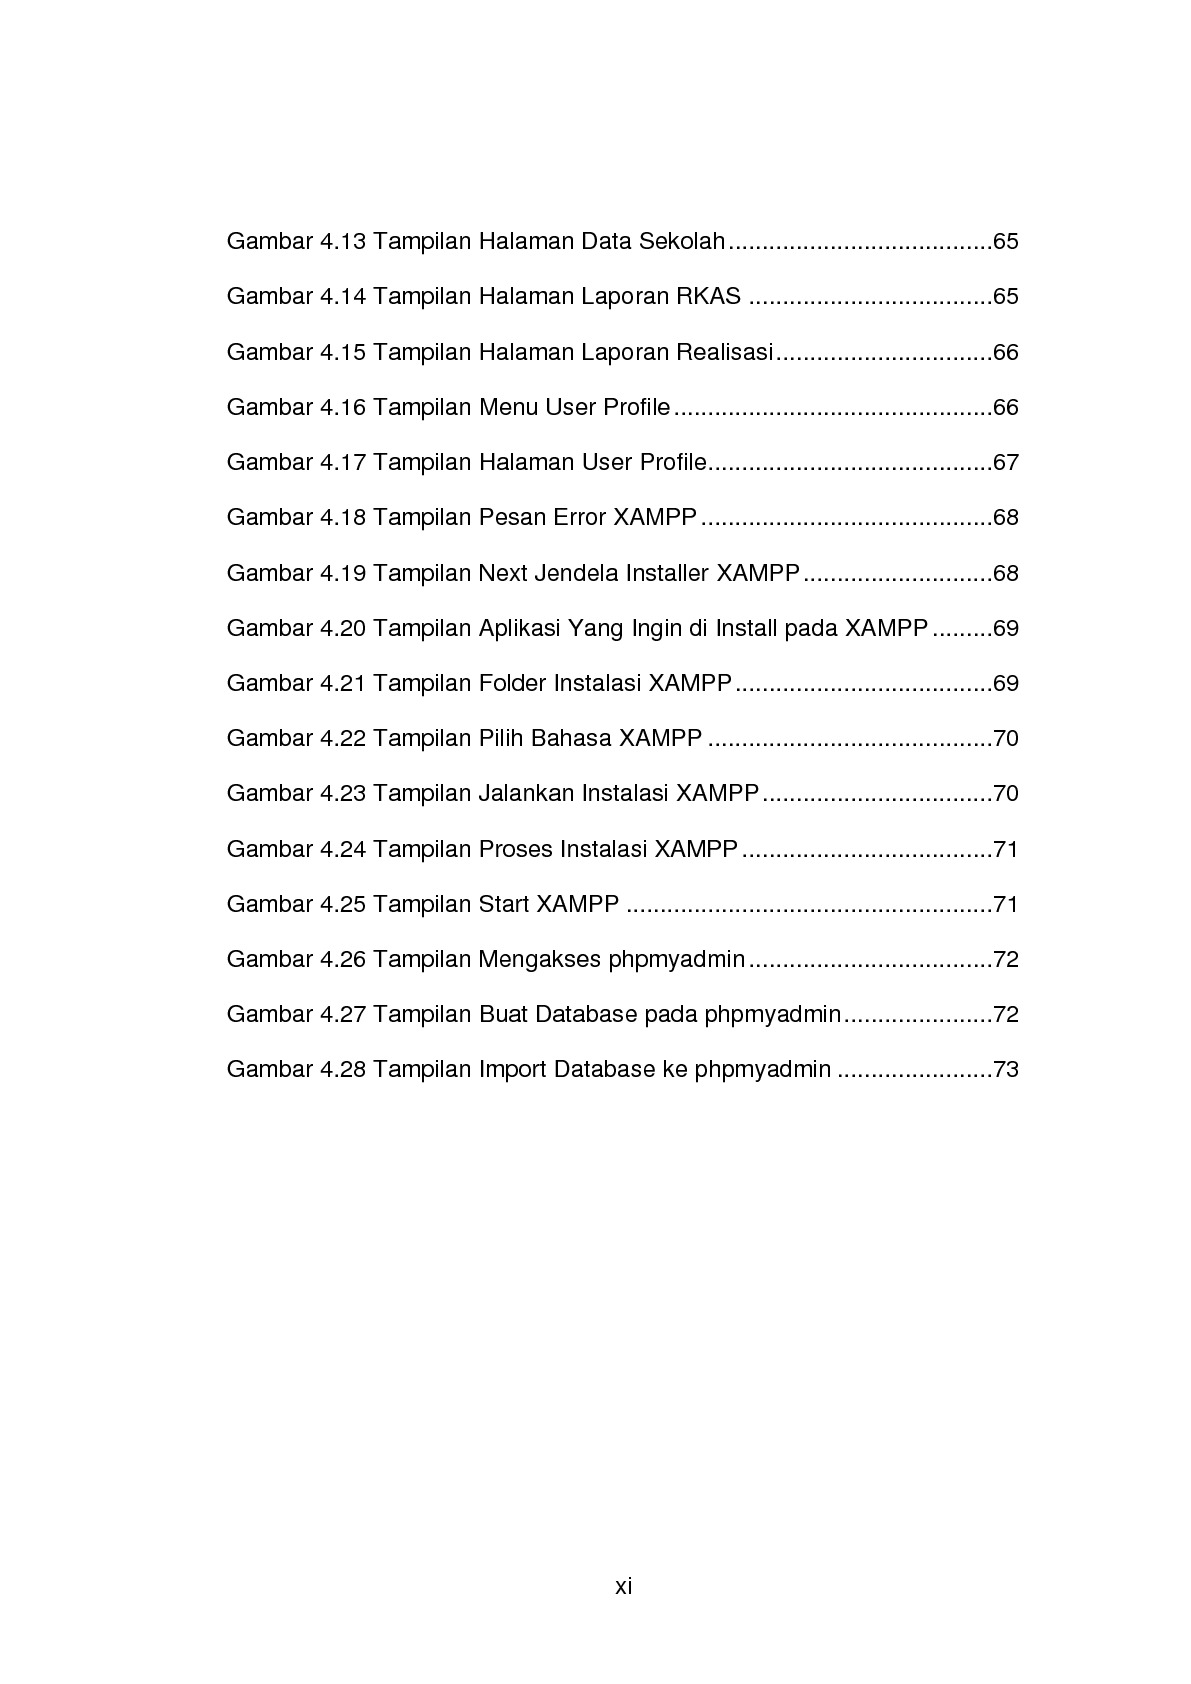 Gambar 4.13 Tampilan Halaman Data Sekolah.......................................65
Gambar 4.14 Tampilan Halaman Laporan RKAS ....................................65
Gambar 4.15 Tampilan Halaman Laporan Realisasi................................66
Gambar 4.16 Tampilan Menu User Profile...............................................66
Gambar 4.17 Tampilan Halaman User Profile..........................................67
Gambar 4.18 Tampilan Pesan Error XAMPP...........................................68
Gambar 4.19 Tampilan Next Jendela Installer XAMPP............................68
Gambar 4.20 Tampilan Aplikasi Yang Ingin di Install pada XAMPP.........69
Gambar 4.21 Tampilan Folder Instalasi XAMPP......................................69
Gambar 4.22 Tampilan Pilih Bahasa XAMPP ..........................................70
Gambar 4.23 Tampilan Jalankan Instalasi XAMPP..................................70
Gambar 4.24 Tampilan Proses Instalasi XAMPP.....................................71
Gambar 4.25 Tampilan Start XAMPP ......................................................71
Gambar 4.26 Tampilan Mengakses phpmyadmin....................................72
Gambar 4.27 Tampilan Buat Database pada phpmyadmin......................72
Gambar 4.28 Tampilan Import Database ke phpmyadmin .......................73
xi